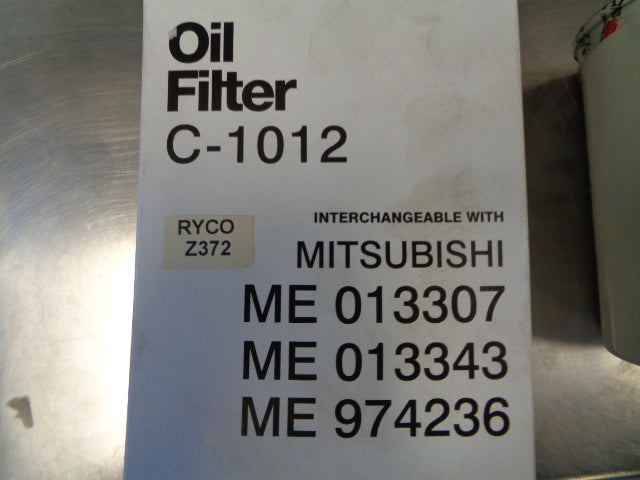 Oil
Filter
C-1012
INTERCHANGEABLE WITH
RYCO
Z372
MITSUBISHI
ME 013307
ME 013343
ME 974236